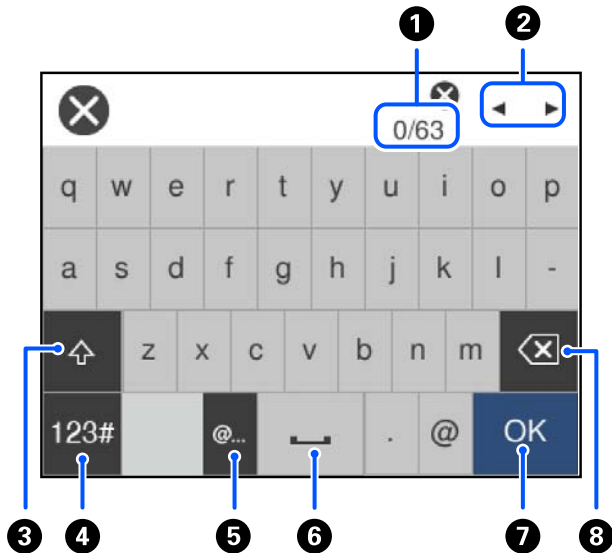 1 2
0/63
q w e r t y u i o p
a s d f g h j k l -
z x c v b n m
123# @... . @ OK
3 4 5 6 7 8